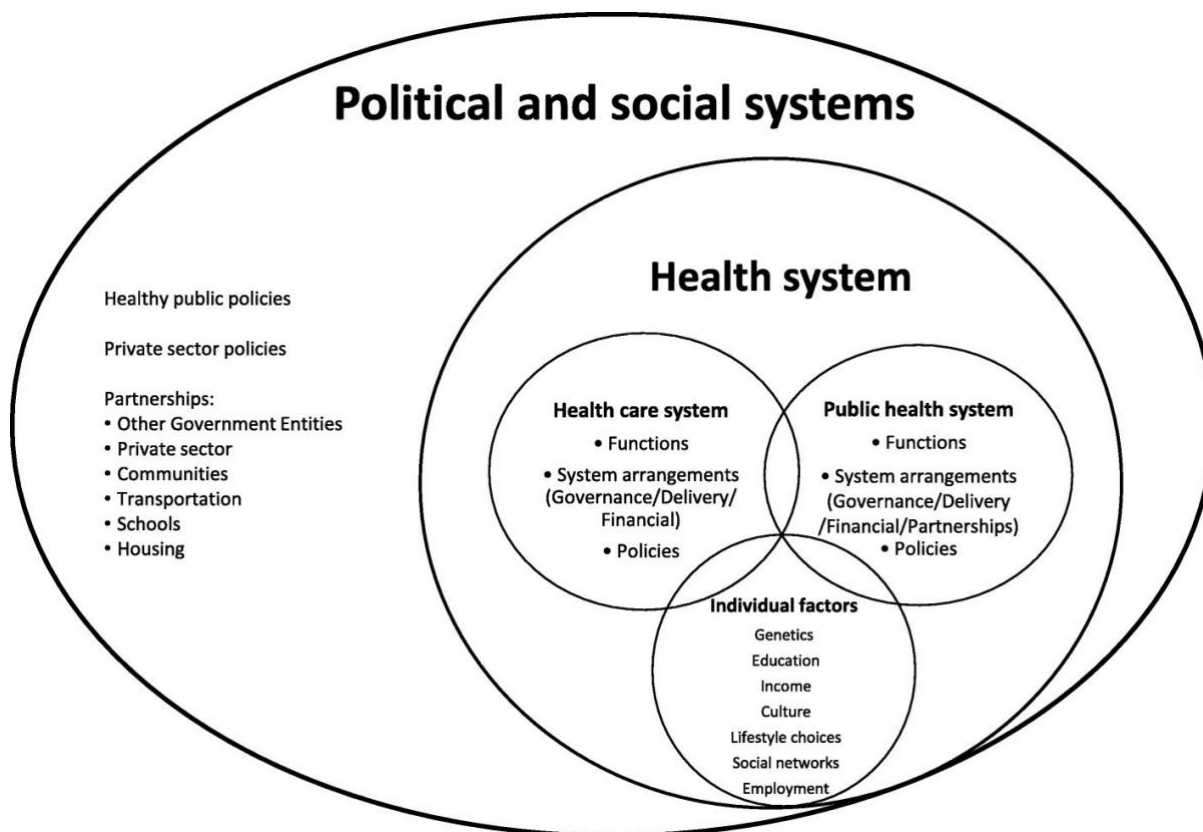 Political and social systems
Health system
Healthy public policies
Private sector policies
Partnerships:
• Other Government Entities
• Private sector
• Communities
• Transportation
• Schools
• Housing
Health care system
• Functions
• System arrangements
(Governance/Delivery/
Financial)
• Policies
Public health system
• Functions
• System arrangements
(Governance/Delivery
/Financial/Partnerships)
• Policies
Individual factors
Genetics
Education
Income
Culture
Lifestyle choices
Social networks
Employment